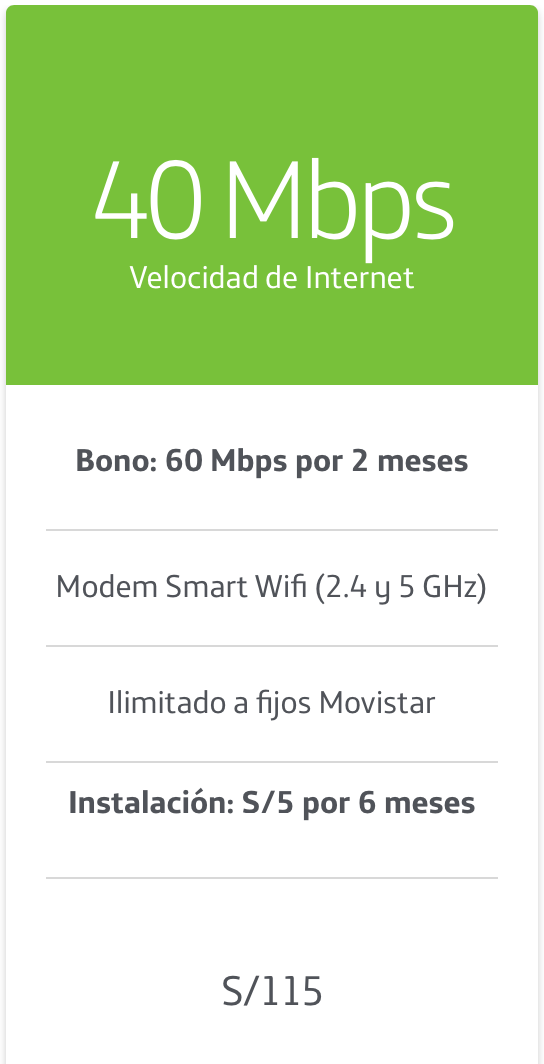 40 Mbps
Velocidad de Internet
Bono: 60 Mbps por 2 meses
Modem Smart Wifi (2.4 y 5 GHz)
Ilimitado a fijos Movistar
Instalación: S/5 por 6 meses
S/115